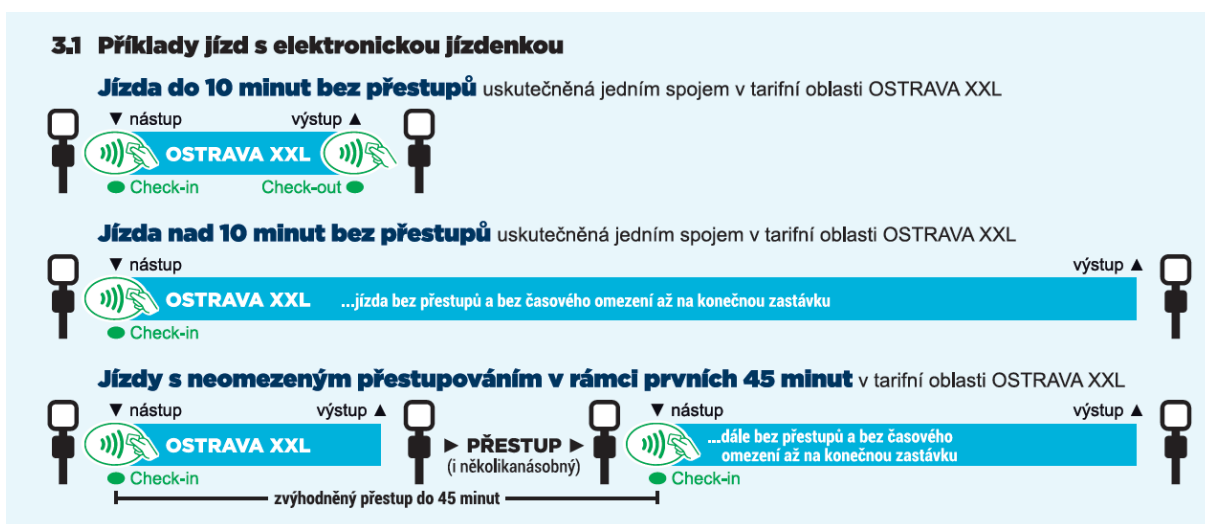 3.1 Příklady jízd s elektronickou jízdenkou
Jízda do 10 minut bez přestupů uskutečněná jedním spojem v tarifní oblasti OSTRAVA XXL
▼ nástup výstup ▲
OSTRAVA XXL
Check-in Check-out
Jízda nad 10 minut bez přestupů uskutečněná jedním spojem v tarifní oblasti OSTRAVA XXL
▼ nástup výstup ▲
OSTRAVA XXL ...jízda bez přestupů a bez časového omezení až na konečnou zastávku
Check-in
Jízdy s neomezeným přestupováním v rámci prvních 45 minut v tarifní oblasti OSTRAVA XXL
▼ nástup výstup ▲ ▼ nástup výstup ▲
OSTRAVA XXL ► PŘESTUP ► ...dále bez přestupů a bez časového
(i několikanásobný) omezení až na konečnou zastávku
Check-in Check-in
zvýhodněný přestup do 45 minut